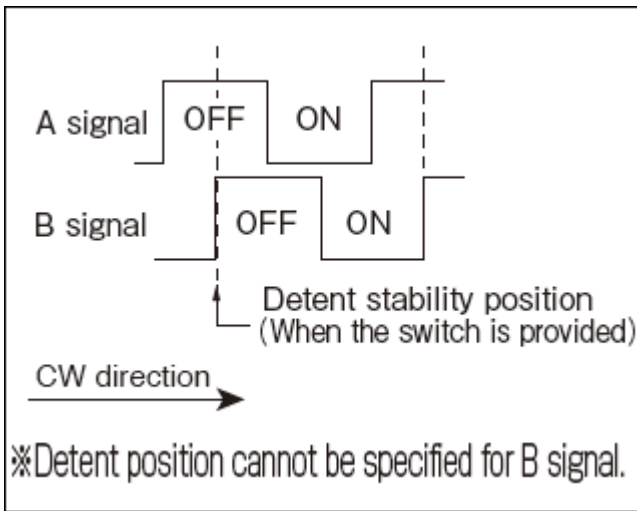 A signal OFF ON
B signal OFF ON
Detent stability position
(When the switch is provided)
CW direction
※Detent position cannot be specified for B signal.